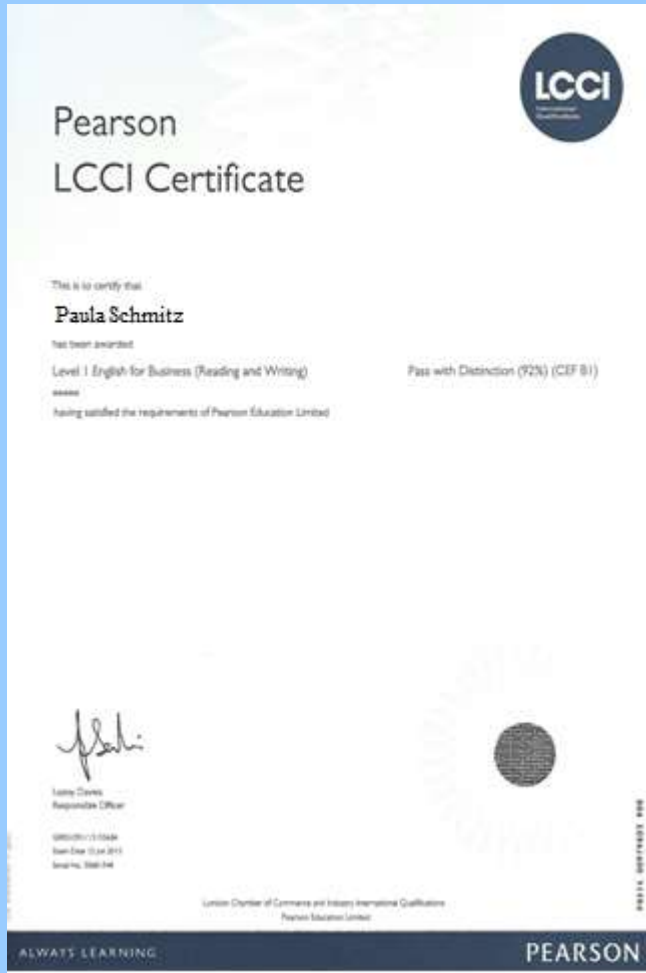 LCCI
International
Qualifications
Pearson
LCCI Certificate
This is to certify that
Paula Schmitz
has been awarded
Level 1 English for Business (Reading and Writing) Pass with Distinction (92%) (CEF B1)
*****
having satisfied the requirements of Pearson Education Limited
Responsible Officer
London Chamber of Commerce and Industry International Qualifications
Pearson Education Limited
ALWAYS LEARNING
PEARSON